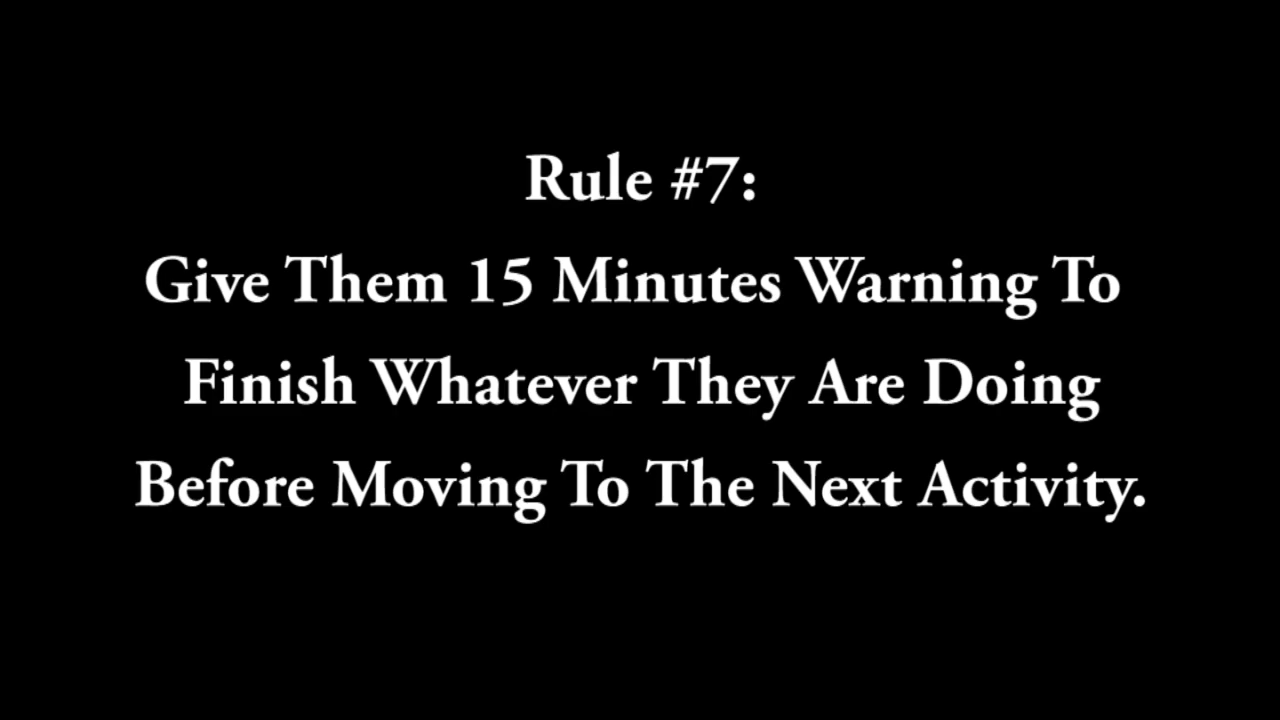 Rule #7:
Give Them 15 Minutes Warning To
Finish Whatever They Are Doing
Before Moving To The Next Activity.